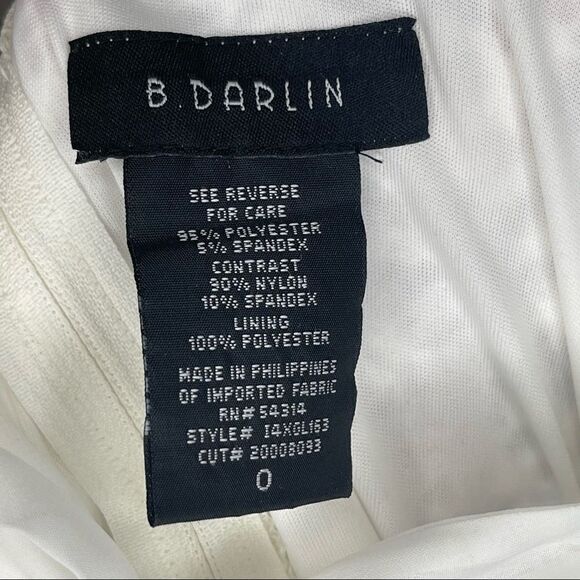 B.DARLIN
SEE REVERSE
FOR CARE
95% POLYESTER
5% SPANDEX
CONTRAST
90% NYLON
10% SPANDEX
LINING
100% POLYESTER
MADE IN PHILIPPINES
OF IMPORTED FABRIC
RN# 54314
STYLE# I4XGL163
CUT# 20008093
0